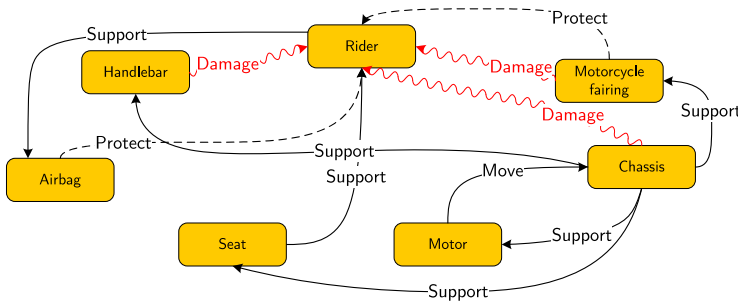 Protect
Support
Rider
Handlebar
Damage
Damage
Motorcycle
fairing
Damage
Support
Protect
Support
Chassis
Airbag
Support
Move
Seat
Motor
Support
Support